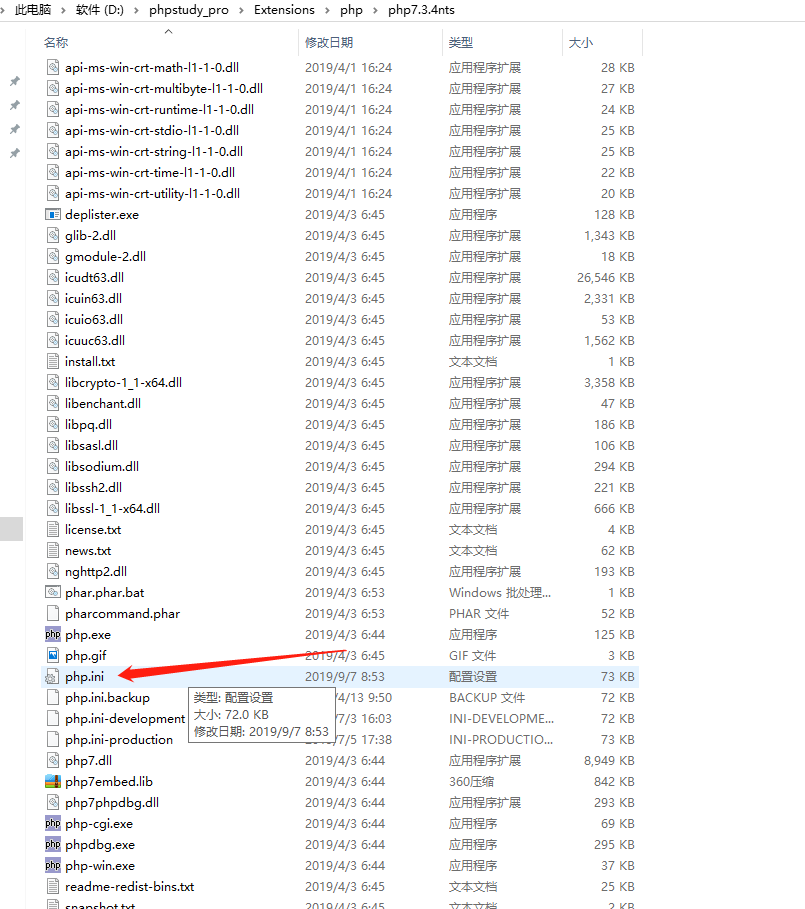 此电脑 › 软件 (D:) › phpstudy_pro › Extensions › php › php7.3.4nts
名称 修改日期 类型 大小
api-ms-win-crt-math-l1-1-0.dll 2019/4/1 16:24 应用程序扩展 28 KB
api-ms-win-crt-multibyte-l1-1-0.dll 2019/4/1 16:24 应用程序扩展 27 KB
api-ms-win-crt-runtime-l1-1-0.dll 2019/4/1 16:24 应用程序扩展 24 KB
api-ms-win-crt-stdio-l1-1-0.dll 2019/4/1 16:24 应用程序扩展 25 KB
api-ms-win-crt-string-l1-1-0.dll 2019/4/1 16:24 应用程序扩展 25 KB
api-ms-win-crt-time-l1-1-0.dll 2019/4/1 16:24 应用程序扩展 22 KB
api-ms-win-crt-utility-l1-1-0.dll 2019/4/1 16:24 应用程序扩展 20 KB
deplister.exe 2019/4/3 6:45 应用程序 128 KB
glib-2.dll 2019/4/3 6:45 应用程序扩展 1,343 KB
gmodule-2.dll 2019/4/3 6:45 应用程序扩展 18 KB
icudt63.dll 2019/4/3 6:45 应用程序扩展 26,546 KB
icuin63.dll 2019/4/3 6:45 应用程序扩展 2,331 KB
icuio63.dll 2019/4/3 6:45 应用程序扩展 53 KB
icuuc63.dll 2019/4/3 6:45 应用程序扩展 1,562 KB
install.txt 2019/4/3 6:45 文本文档 1 KB
libcrypto-1_1-x64.dll 2019/4/3 6:45 应用程序扩展 3,358 KB
libenchant.dll 2019/4/3 6:45 应用程序扩展 47 KB
libpq.dll 2019/4/3 6:45 应用程序扩展 186 KB
libsasl.dll 2019/4/3 6:45 应用程序扩展 106 KB
libsodium.dll 2019/4/3 6:45 应用程序扩展 294 KB
libssh2.dll 2019/4/3 6:45 应用程序扩展 221 KB
libssl-1_1-x64.dll 2019/4/3 6:45 应用程序扩展 666 KB
license.txt 2019/4/3 6:45 文本文档 4 KB
news.txt 2019/4/3 6:45 文本文档 62 KB
nghttp2.dll 2019/4/3 6:45 应用程序扩展 193 KB
phar.phar.bat 2019/4/3 6:53 Windows 批处理... 1 KB
pharcommand.phar 2019/4/3 6:53 PHAR 文件 52 KB
php php.exe 2019/4/3 6:44 应用程序 125 KB
php.gif 2019/4/3 6:45 GIF 文件 3 KB
php.ini 2019/9/7 8:53 配置设置 73 KB
php.ini.backup /4/13 9:50 BACKUP 文件 72 KB
类型: 配置设置
php.ini-development /7/3 16:03 INI-DEVELOPME... 72 KB
大小: 72.0 KB
php.ini-production /7/5 17:38 INI-PRODUCTIO... 73 KB
修改日期: 2019/9/7 8:53
php7.dll 2019/4/3 6:44 应用程序扩展 8,949 KB
php7embed.lib 2019/4/3 6:44 360压缩 842 KB
php7phpdbg.dll 2019/4/3 6:44 应用程序扩展 293 KB
php php-cgi.exe 2019/4/3 6:44 应用程序 69 KB
php phpdbg.exe 2019/4/3 6:44 应用程序 295 KB
php php-win.exe 2019/4/3 6:44 应用程序 37 KB
readme-redist-bins.txt 2019/4/3 6:45 文本文档 25 KB
snapshot.txt 2019/4/3 6:45 文本文档 2 KB